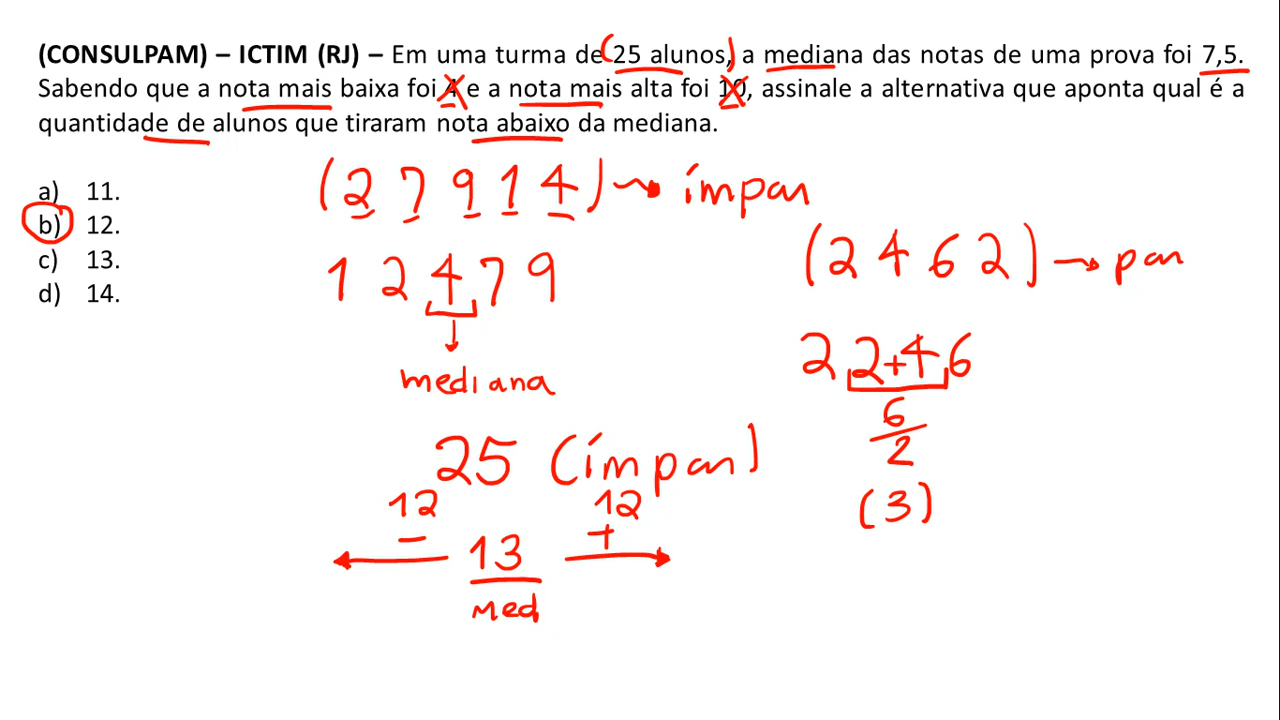 (CONSULPAM) – ICTIM (RJ) – Em uma turma de 25 alunos, a mediana das notas de uma prova foi 7,5.
Sabendo que a nota mais baixa foi 4 e a nota mais alta foi 10, assinale a alternativa que aponta qual é a
quantidade de alunos que tiraram nota abaixo da mediana.
a) 11.
b) 12.
c) 13.
d) 14.
(2 7 9 1 4) → ímpar
1 2 4 7 9
mediana
(2 4 6 2) → par
2 2+4 6
6
2
(3)
25 (ímpar)
12 12
- 13 +
med